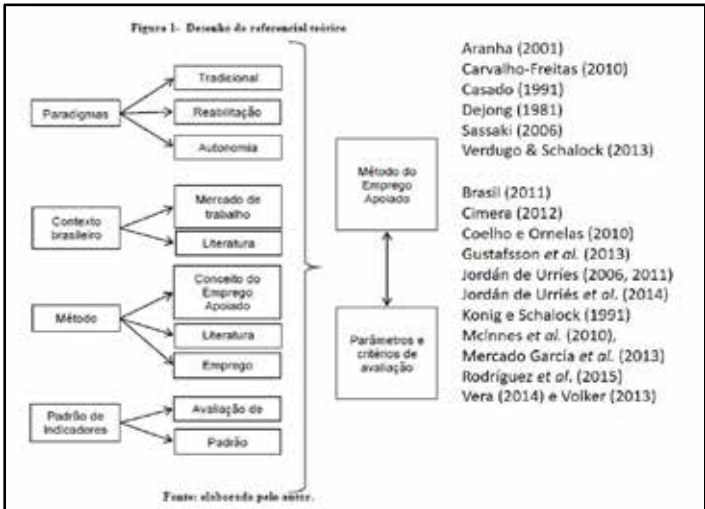 Figura 1- Desenho do referencial teórico
Paradigmas
Tradicional
Reabilitação
Autonomia
Contexto
brasileiro
Mercado de
trabalho
Literatura
Método
Conceito do
Emprego
Apoiado
Literatura
Emprego
Padrão de
Indicadores
Avaliação de
Padrão
Fonte: elaborado pelo autor.
Método do
Emprego
Apoiado
Parâmetros e
critérios de
avaliação
Aranha (2001)
Carvalho-Freitas (2010)
Casado (1991)
Dejong (1981)
Sassaki (2006)
Verdugo & Schalock (2013)
Brasil (2011)
Cimera (2012)
Coelho e Ornelas (2010)
Gustafsson et al. (2013)
Jordán de Urríes (2006, 2011)
Jordán de Urriés et al. (2014)
Konig e Schalock (1991)
McInnes et al. (2010),
Mercado García et al. (2013)
Rodríguez et al. (2015)
Vera (2014) e Volker (2013)